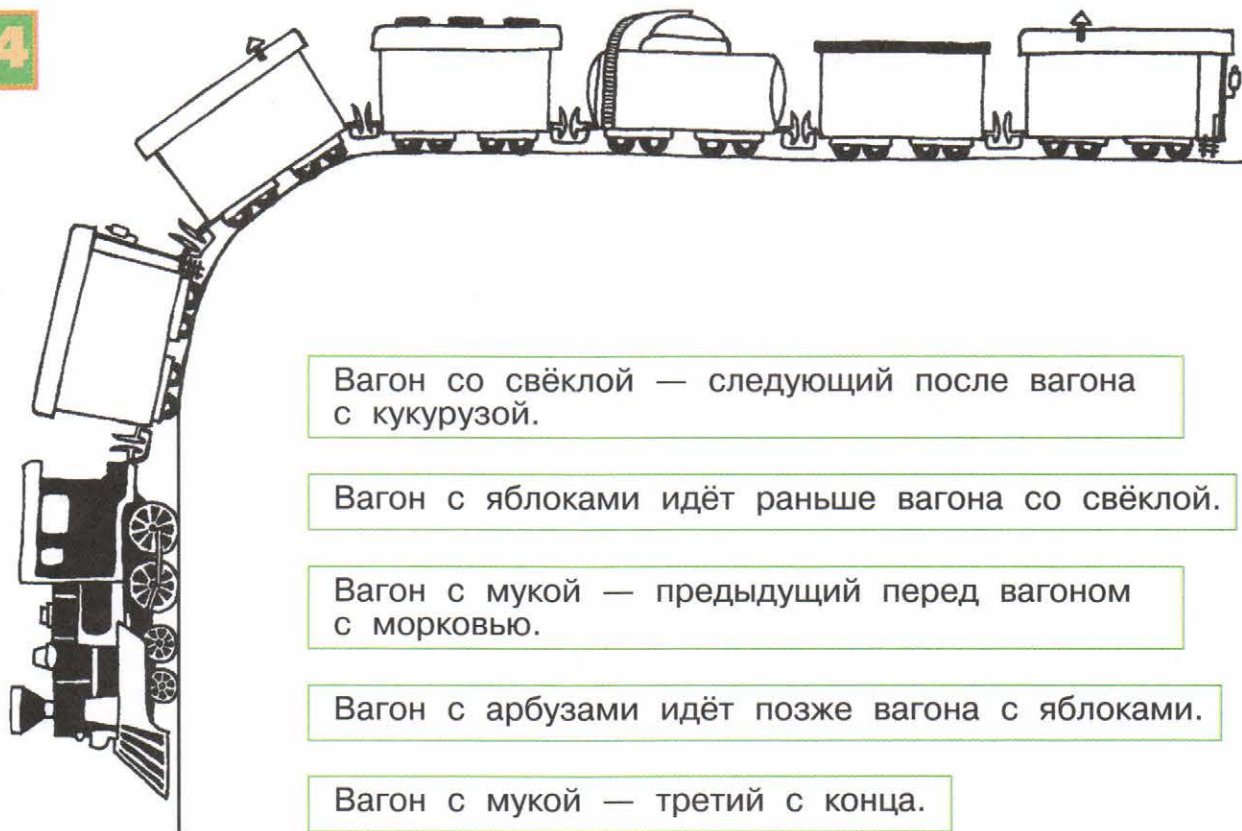 4
Вагон со свёклой — следующий после вагона
с кукурузой.
Вагон с яблоками идёт раньше вагона со свёклой.
Вагон с мукой — предыдущий перед вагоном
с морковью.
Вагон с арбузами идёт позже вагона с яблоками.
Вагон с мукой — третий с конца.